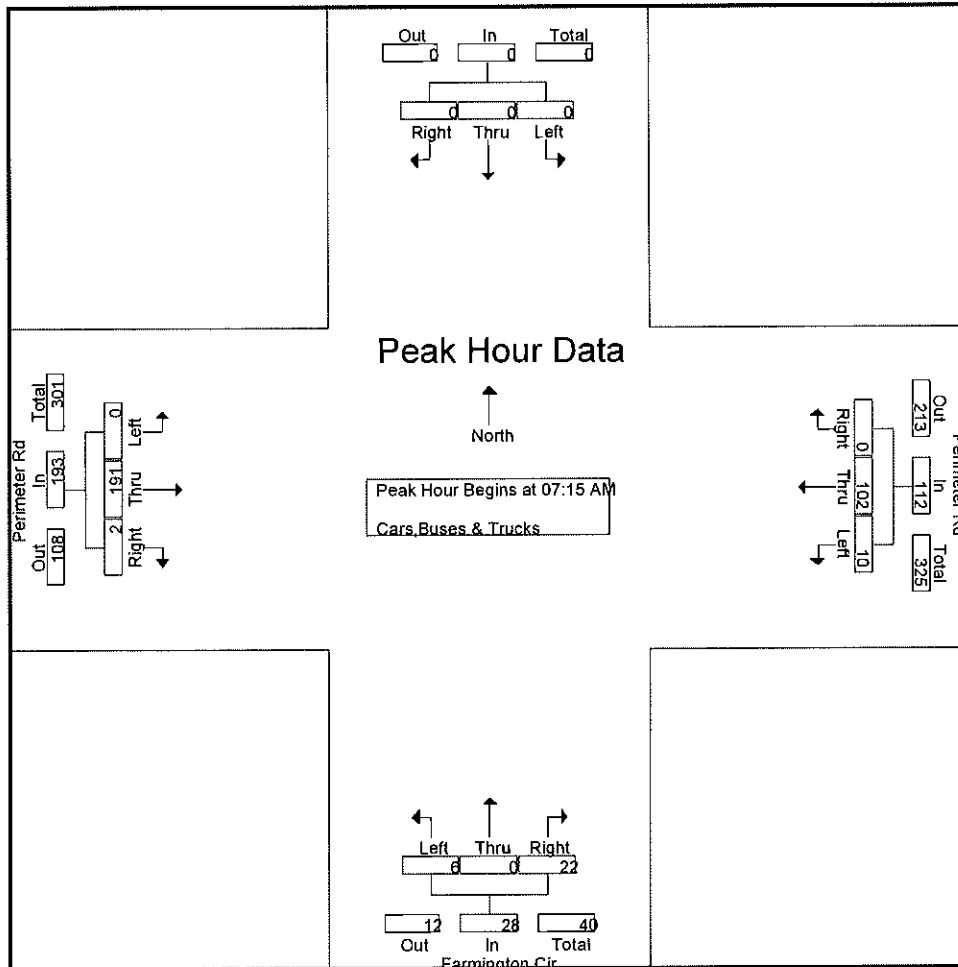 Out In Total
0 0 0
0 0 0
Right Thru Left
Peak Hour Data
North
Peak Hour Begins at 07:15 AM
Cars,Buses & Trucks
Perimeter Rd
Out In Total
108 193 301
Right Thru Left
2 191 0
Perimeter Rd
Out In Total
213 112 325
Right Thru Left
0 102 10
Left Thru Right
6 0 22
12 28 40
Out In Total
Farmington Cir